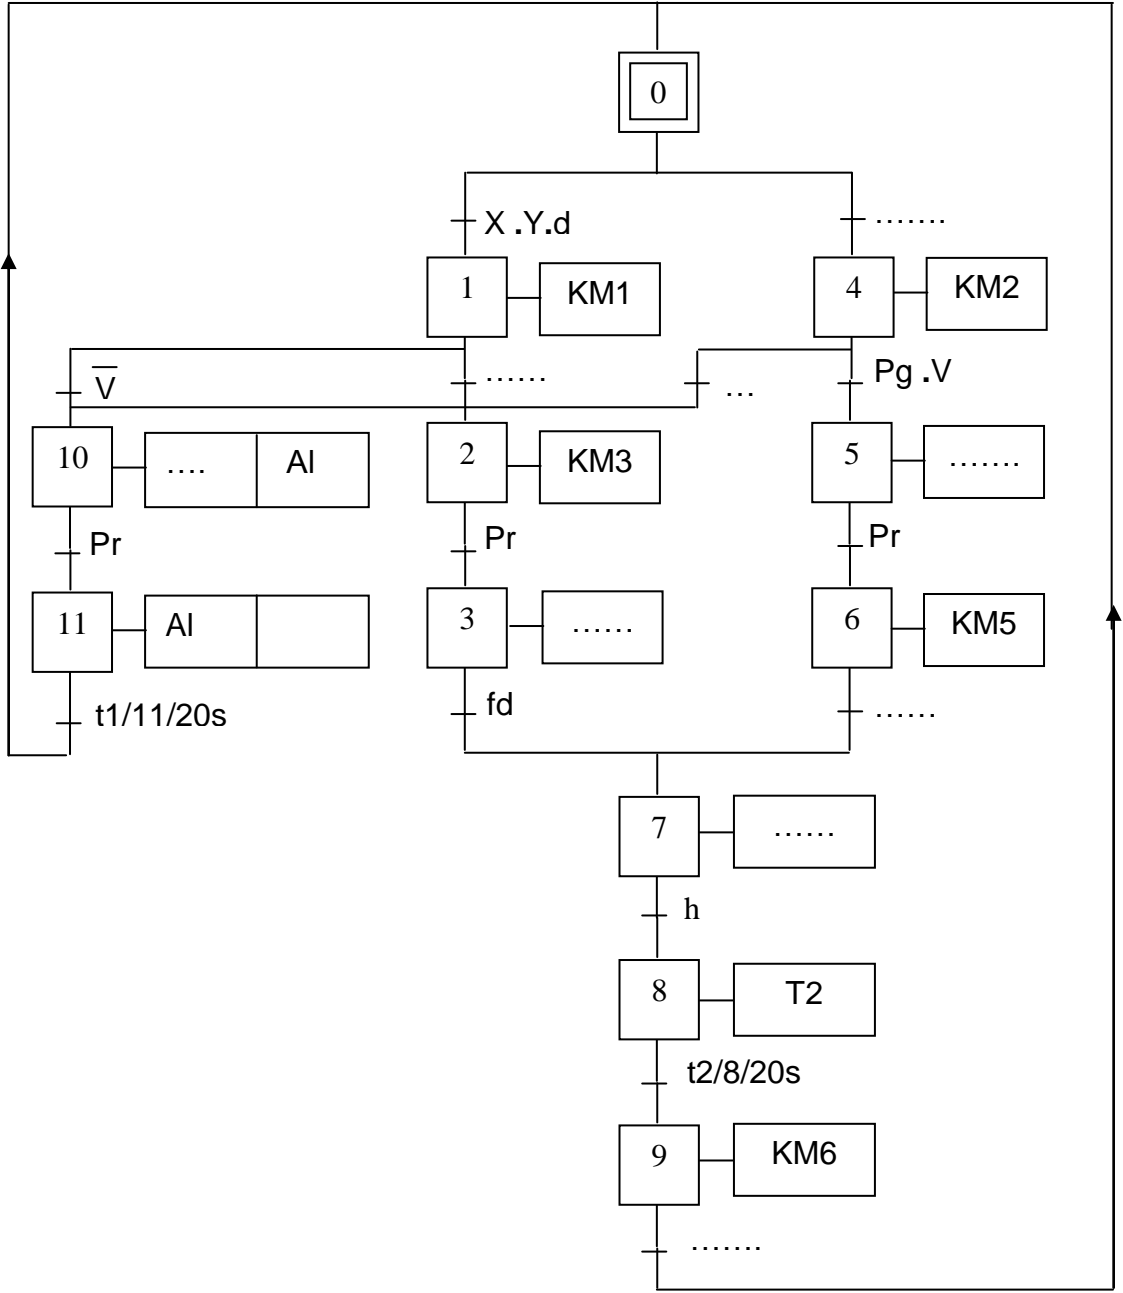 0
X .Y.d
.......
1 KM1
4 KM2
V̅
......
...
Pg .V
10 .... Al
2 KM3
5 .......
Pr
Pr
Pr
11 Al
3 ......
6 KM5
t1/11/20s
fd
......
7 ......
h
8 T2
t2/8/20s
9 KM6
.......